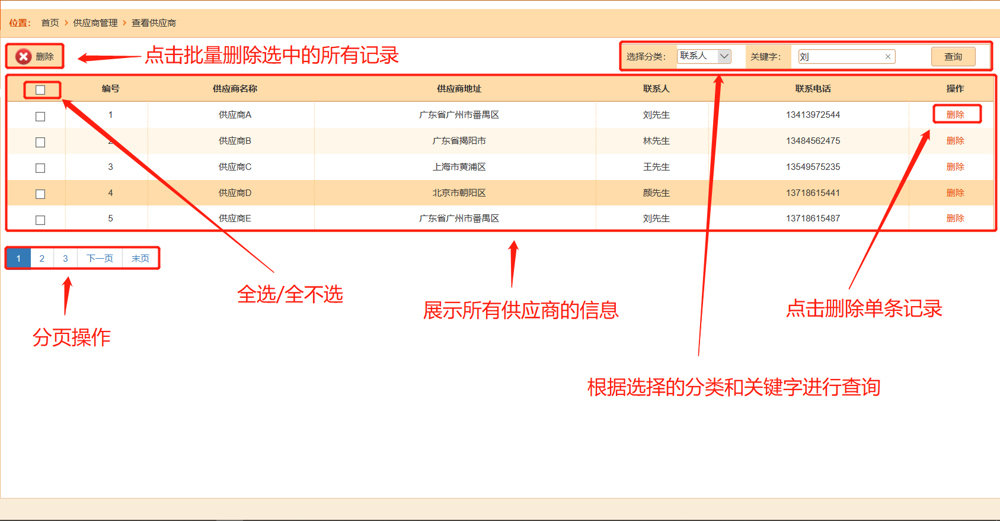 位置： 首页 > 供应商管理 > 查看供应商
删除 点击批量删除选中的所有记录 选择分类： 联系人 关键字： 刘 × 查询
编号 供应商名称 供应商地址 联系人 联系电话 操作
1 供应商A 广东省广州市番禺区 刘先生 13413972544 删除
2 供应商B 广东省揭阳市 林先生 13484562475 删除
3 供应商C 上海市黄浦区 王先生 13549575235 删除
4 供应商D 北京市朝阳区 颜先生 13718615441 删除
5 供应商E 广东省广州市番禺区 刘先生 13718615487 删除
1 2 3 下一页 末页
全选/全不选
展示所有供应商的信息
点击删除单条记录
分页操作
根据选择的分类和关键字进行查询